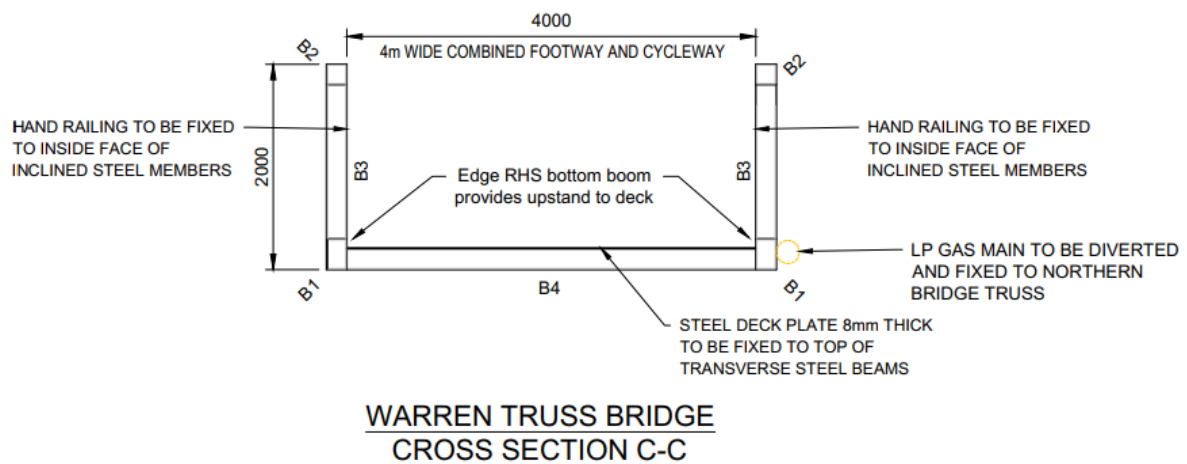 4000
4m WIDE COMBINED FOOTWAY AND CYCLEWAY
B2
B2
HAND RAILING TO BE FIXED
TO INSIDE FACE OF
INCLINED STEEL MEMBERS
2000
B3
Edge RHS bottom boom
provides upstand to deck
B3
HAND RAILING TO BE FIXED
TO INSIDE FACE OF
INCLINED STEEL MEMBERS
LP GAS MAIN TO BE DIVERTED
AND FIXED TO NORTHERN
BRIDGE TRUSS
B1
B4
B1
STEEL DECK PLATE 8mm THICK
TO BE FIXED TO TOP OF
TRANSVERSE STEEL BEAMS
WARREN TRUSS BRIDGE
CROSS SECTION C-C